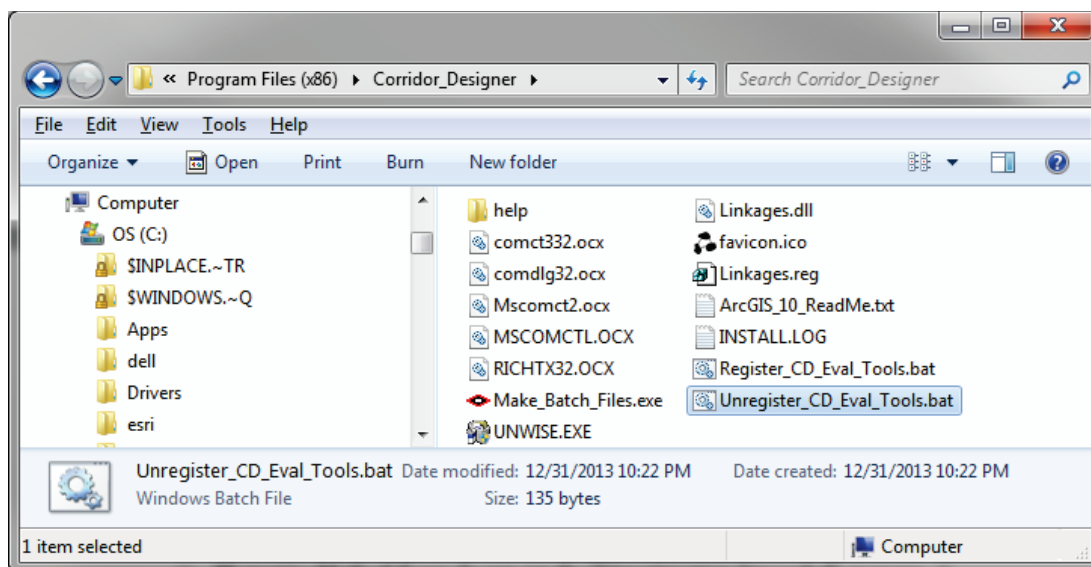 « Program Files (x86) Corridor_Designer
Search Corridor_Designer
File Edit View Tools Help
Organize Open Print Burn New folder
Computer
OS (C:)
$INPLACE.~TR
$WINDOWS.~Q
Apps
dell
Drivers
esri
help
comct332.ocx
comdlg32.ocx
Mscomct2.ocx
MSCOMCTL.OCX
RICHTX32.OCX
Make_Batch_Files.exe
UNWISE.EXE
Linkages.dll
favicon.ico
Linkages.reg
ArcGIS_10_ReadMe.txt
INSTALL.LOG
Register_CD_Eval_Tools.bat
Unregister_CD_Eval_Tools.bat
Unregister_CD_Eval_Tools.bat Date modified: 12/31/2013 10:22 PM Date created: 12/31/2013 10:22 PM
Windows Batch File Size: 135 bytes
1 item selected Computer